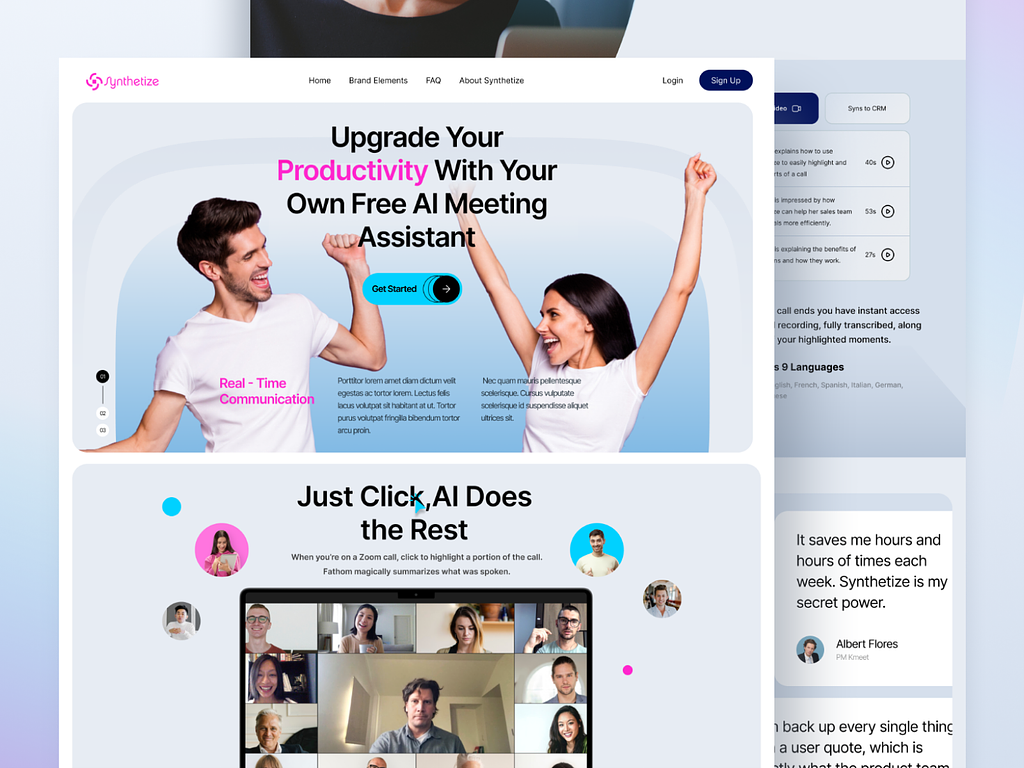 Synthetize
Home
Brand Elements
FAQ
About Synthetize
Login
Sign Up
Upgrade Your
Productivity With Your
Own Free AI Meeting
Assistant
Get Started
01
02
03
Real - Time
Communication
Porttitor lorem amet diam dictum velit
egestas ac tortor lorem. Lectus felis
lacus volutpat sit habitant at ut. Tortor
purus volutpat fringilla bibendum tortor
arcu proin.
Nec quam mauris pellentesque
scelerisque. Cursus vulputate
scelerisque id suspendisse aliquet
ultrices sit.
Just Click,AI Does
the Rest
When you're on a Zoom call, click to highlight a portion of the call.
Fathom magically summarizes what was spoken.
Syns to CRM
explains how to use
to easily highlight and
of a call
40s
is impressed by how
can help her sales team
more efficiently.
53s
is explaining the benefits of
and how they work.
27s
call ends you have instant access
recording, fully transcribed, along
your highlighted moments.
9 Languages
French, Spanish, Italian, German,
It saves me hours and
hours of times each
week. Synthetize is my
secret power.
Albert Flores
PM Kmeet
back up every single thing
a user quote, which is
what the product team